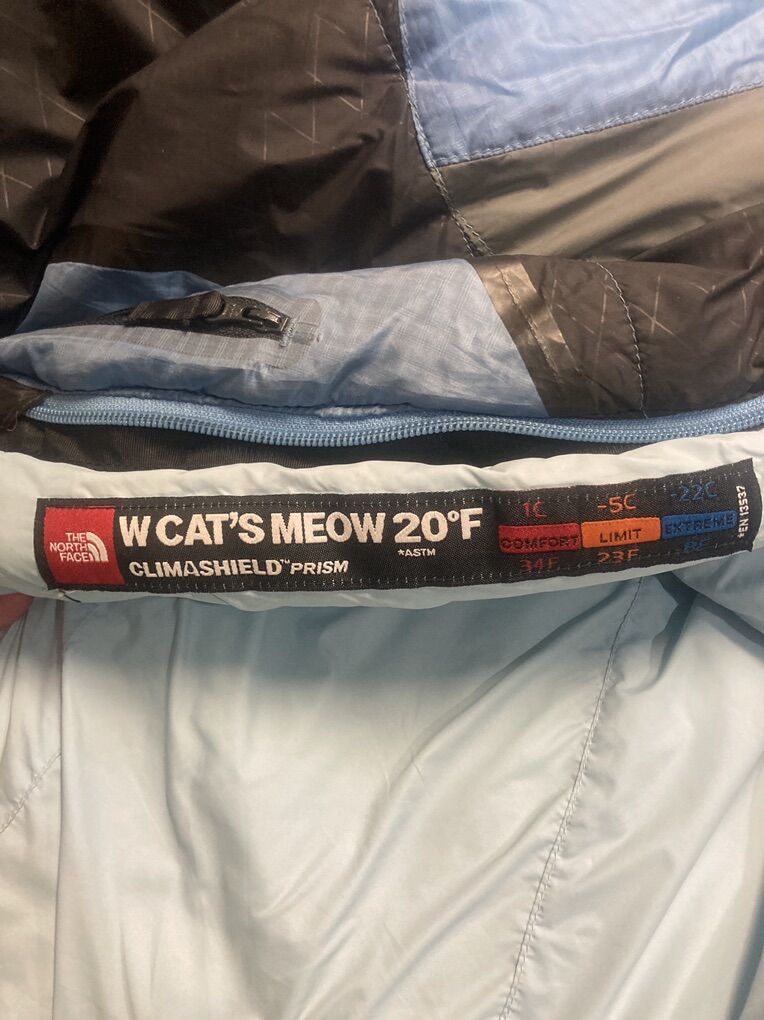 THE
NORTH
FACE
W CAT'S MEOW 20°F
*ASTM
CLIMASHIELD™ PRISM
1C -5C -22C
COMFORT LIMIT EXTREME
34F 23F
*EN 13537